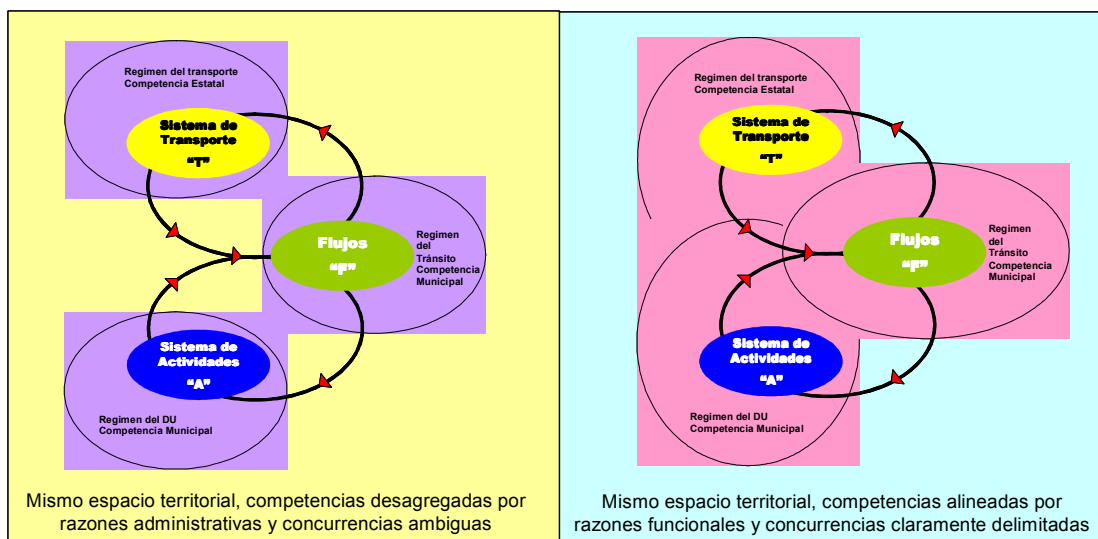 Regimen del transporte
Competencia Estatal
Sistema de
Transporte
“T”
Flujos
“F”
Regimen
del
Tránsito
Competencia
Municipal
Sistema de
Actividades
“A”
Regimen del DU
Competencia Municipal
Mismo espacio territorial, competencias desagregadas por
razones administrativas y concurrencias ambiguas
Regimen del transporte
Competencia Estatal
Sistema de
Transporte
“T”
Flujos
“F”
Regimen
del
Tránsito
Competencia
Municipal
Sistema de
Actividades
“A”
Regimen del DU
Competencia Municipal
Mismo espacio territorial, competencias alineadas por
razones funcionales y concurrencias claramente delimitadas